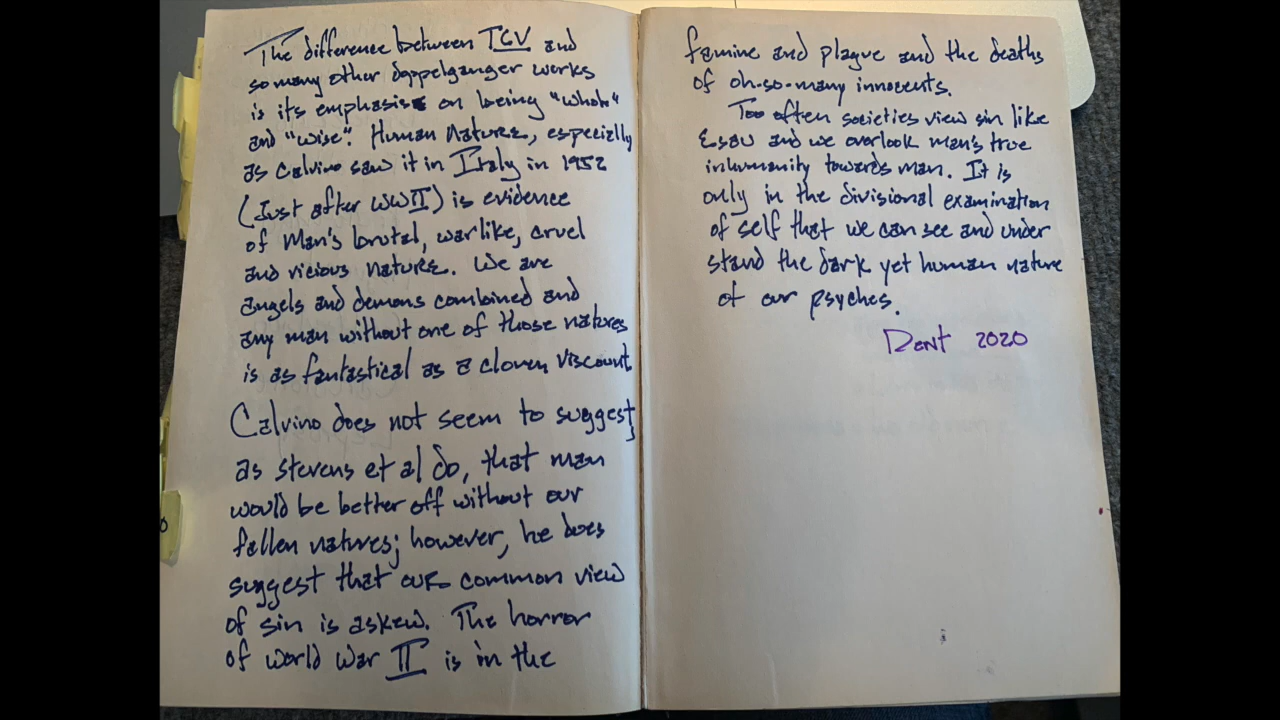 The difference between TCV and
so many other doppelganger works
is its emphasis on being "whole"
and "wise". Human Nature, especially
as Calvino saw it in Italy in 1952
(Just after WWII) is evidence
of Man's brutal, warlike, cruel
and vicious nature. We are
angels and demons combined and
any man without one of those natures
is as fantastical as a cloven viscount.
Calvino does not seem to suggest,
as Stevens et al do, that man
would be better off without our
fallen natures; however, he does
suggest that our common view
of sin is askew. The horror
of World War II is in the
famine and plague and the deaths
of oh-so-many innocents.
Too often societies view sin like
Esau and we overlook man's true
inhumanity towards man. It is
only in the divisional examination
of self that we can see and under
stand the dark yet human nature
of our psyches.
Dent 2020